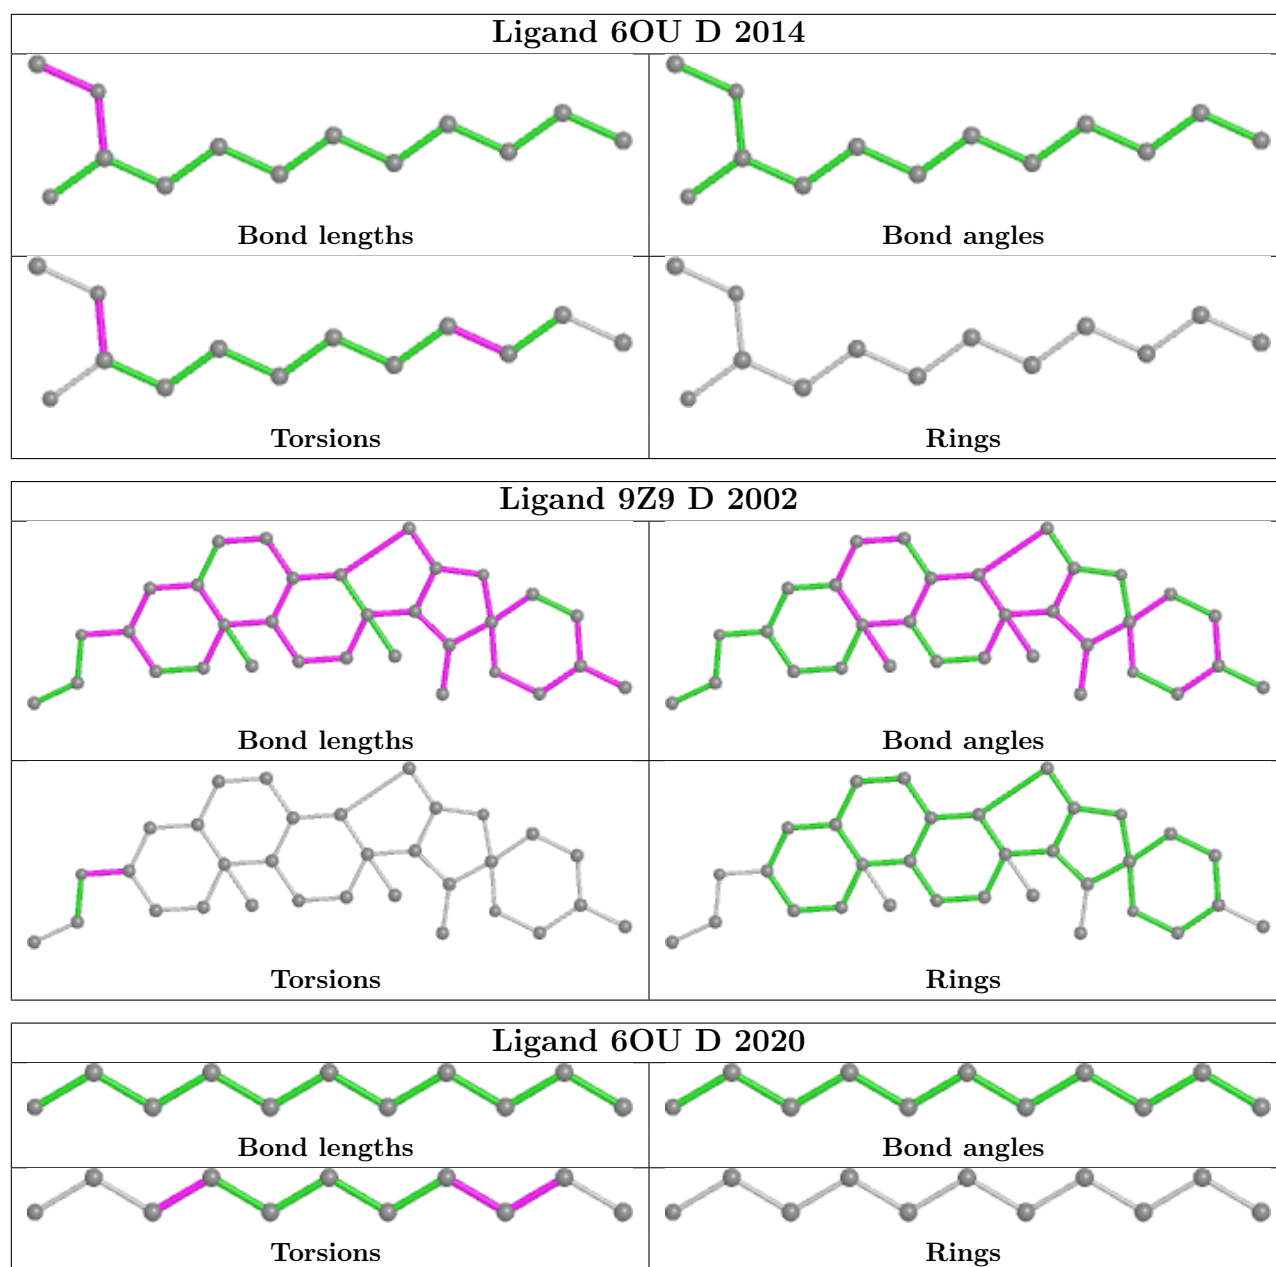 Ligand 6OU D 2014
Bond lengths
Bond angles
Torsions
Rings
Ligand 9Z9 D 2002
Bond lengths
Bond angles
Torsions
Rings
Ligand 6OU D 2020
Bond lengths
Bond angles
Torsions
Rings